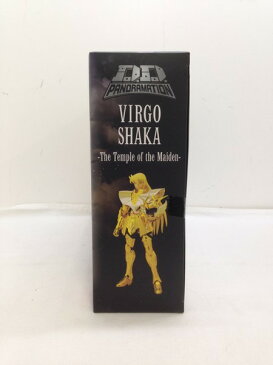 D.D.
PANORAMATION
VIRGO
SHAKA
-The Temple of the Maiden-